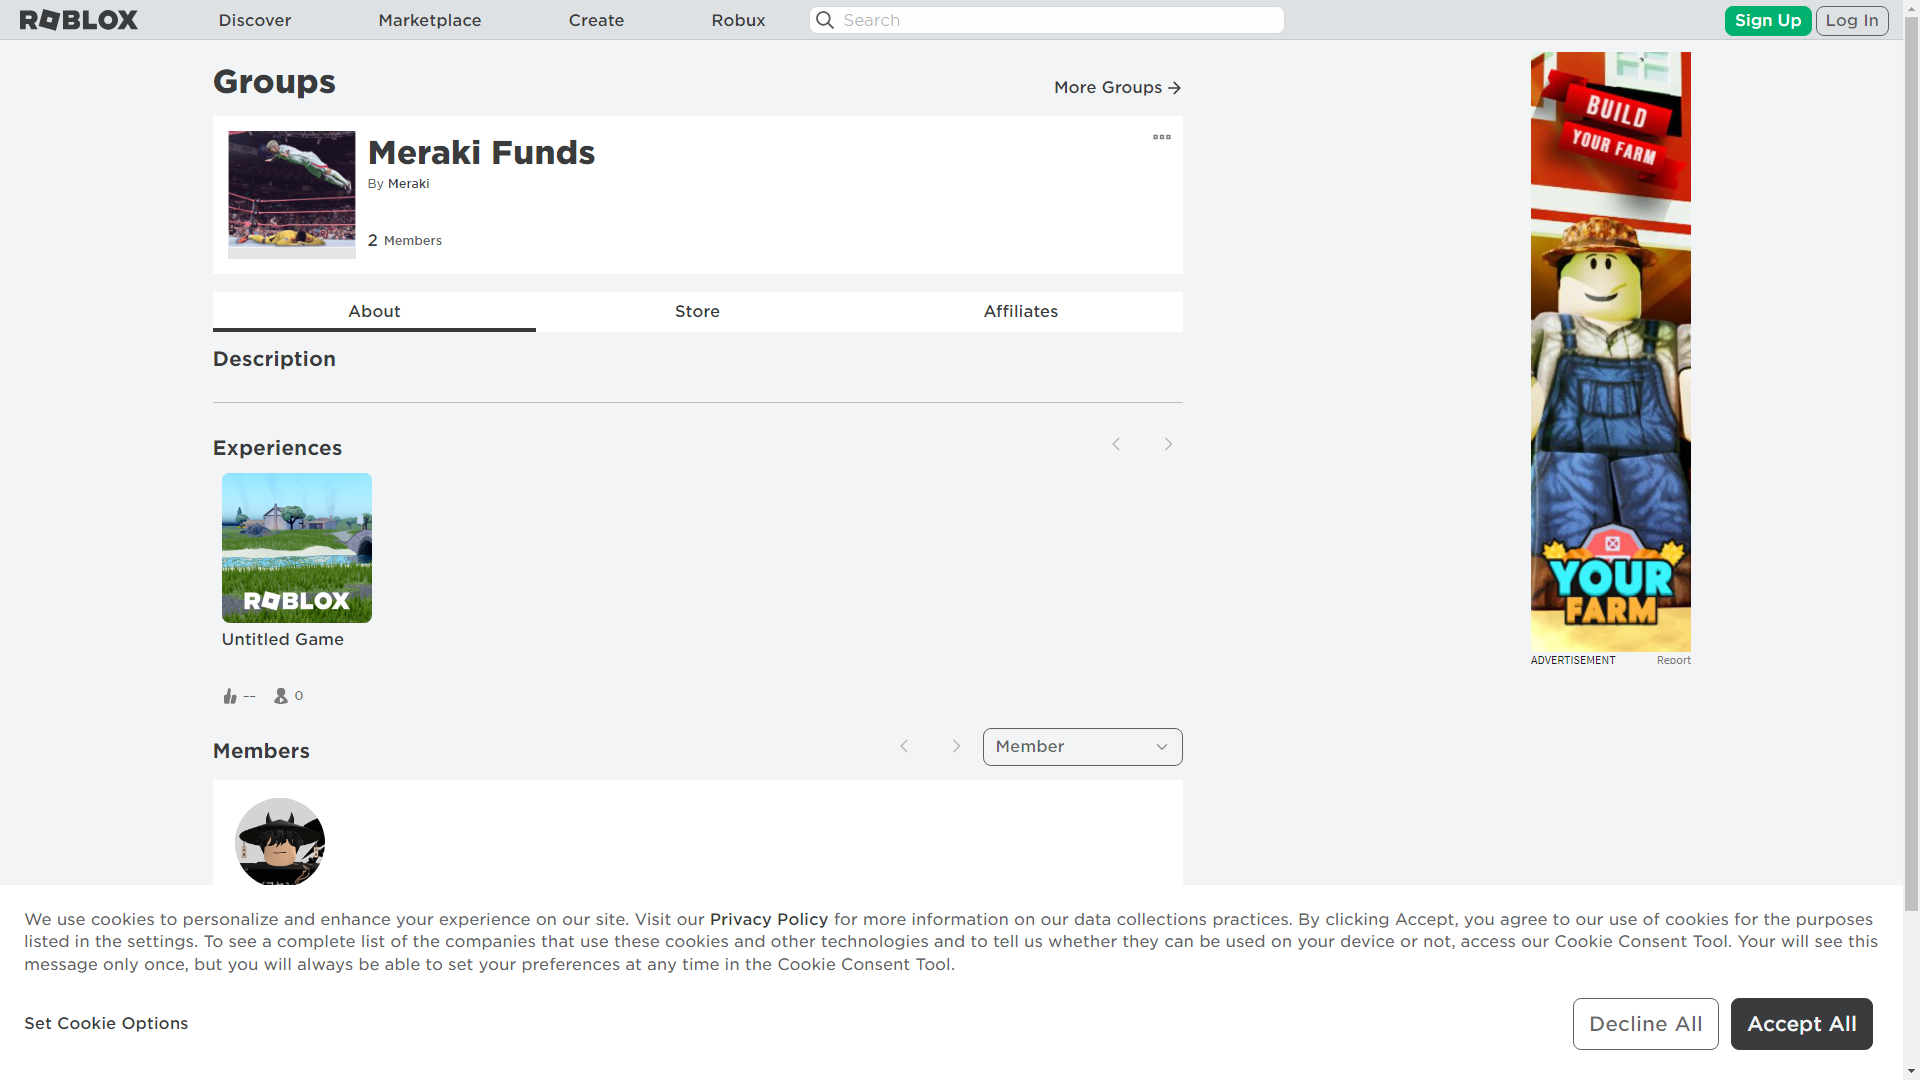 ROBLOX
Discover
Marketplace
Create
Robux
Search
Sign Up
Log In
Groups
More Groups
Meraki Funds
By Meraki
2 Members
About
Store
Affiliates
Description
Experiences
ROBLOX
Untitled Game
--
0
Members
Member
BUILD
YOUR FARM
YOUR
FARM
ADVERTISEMENT
Report
We use cookies to personalize and enhance your experience on our site. Visit our Privacy Policy for more information on our data collections practices. By clicking Accept, you agree to our use of cookies for the purposes
listed in the settings. To see a complete list of the companies that use these cookies and other technologies and to tell us whether they can be used on your device or not, access our Cookie Consent Tool. Your will see this
message only once, but you will always be able to set your preferences at any time in the Cookie Consent Tool.
Set Cookie Options
Decline All
Accept All